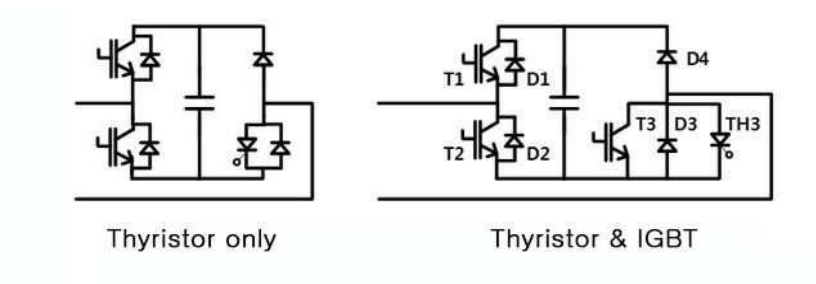 D4
T1
D1
T3
D3
TH3
T2
D2
Thyristor only
Thyristor & IGBT